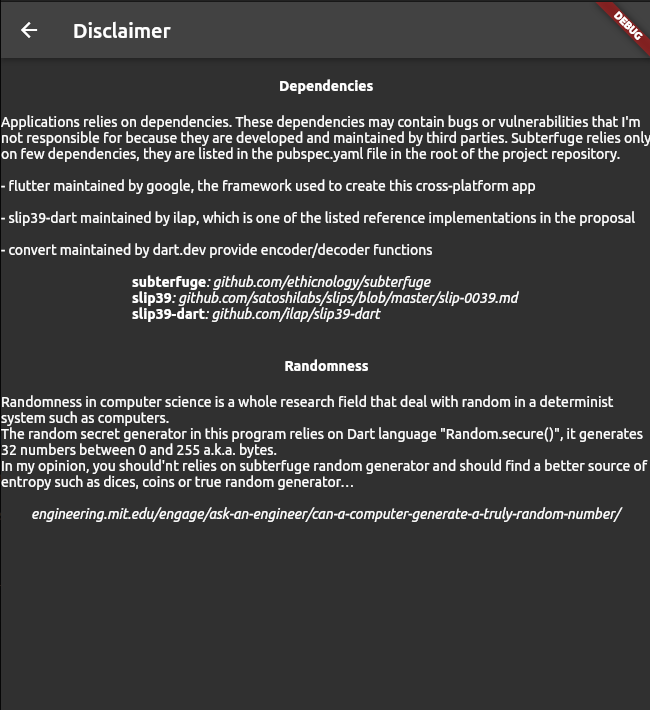 Disclaimer
DEBUG
Dependencies
Applications relies on dependencies. These dependencies may contain bugs or vulnerabilities that I'm
not responsible for because they are developed and maintained by third parties. Subterfuge relies only
on few dependencies, they are listed in the pubspec.yaml file in the root of the project repository.
- flutter maintained by google, the framework used to create this cross-platform app
- slip39-dart maintained by ilap, which is one of the listed reference implementations in the proposal
- convert maintained by dart.dev provide encoder/decoder functions
subterfuge: github.com/ethicnology/subterfuge
slip39: github.com/satoshilabs/slips/blob/master/slip-0039.md
slip39-dart: github.com/ilap/slip39-dart
Randomness
Randomness in computer science is a whole research field that deal with random in a determinist
system such as computers.
The random secret generator in this program relies on Dart language "Random.secure()", it generates
32 numbers between 0 and 255 a.k.a. bytes.
In my opinion, you should'nt relies on subterfuge random generator and should find a better source of
entropy such as dices, coins or true random generator...
engineering.mit.edu/engage/ask-an-engineer/can-a-computer-generate-a-truly-random-number/